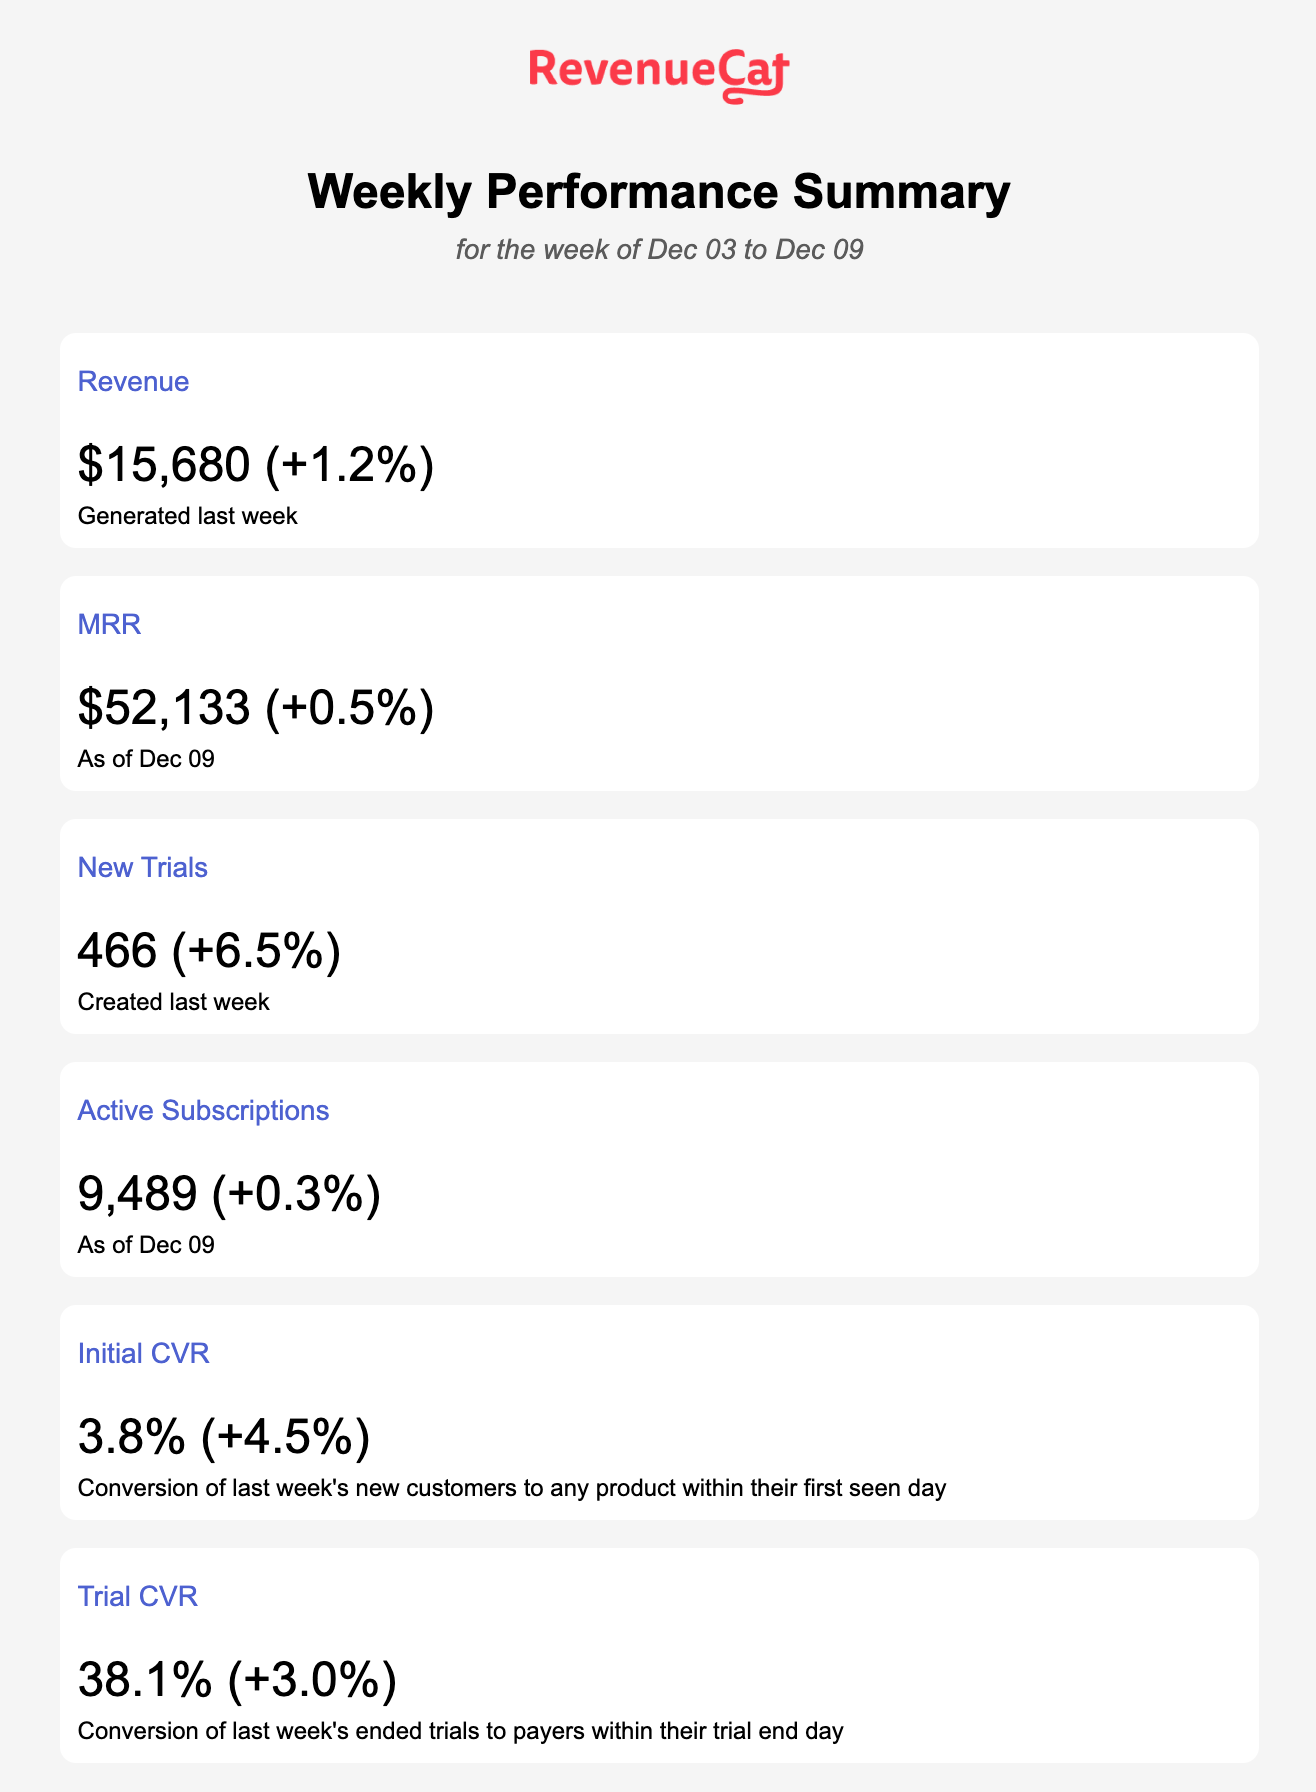 RevenueCat
Weekly Performance Summary
for the week of Dec 03 to Dec 09
Revenue
$15,680 (+1.2%)
Generated last week
MRR
$52,133 (+0.5%)
As of Dec 09
New Trials
466 (+6.5%)
Created last week
Active Subscriptions
9,489 (+0.3%)
As of Dec 09
Initial CVR
3.8% (+4.5%)
Conversion of last week's new customers to any product within their first seen day
Trial CVR
38.1% (+3.0%)
Conversion of last week's ended trials to payers within their trial end day